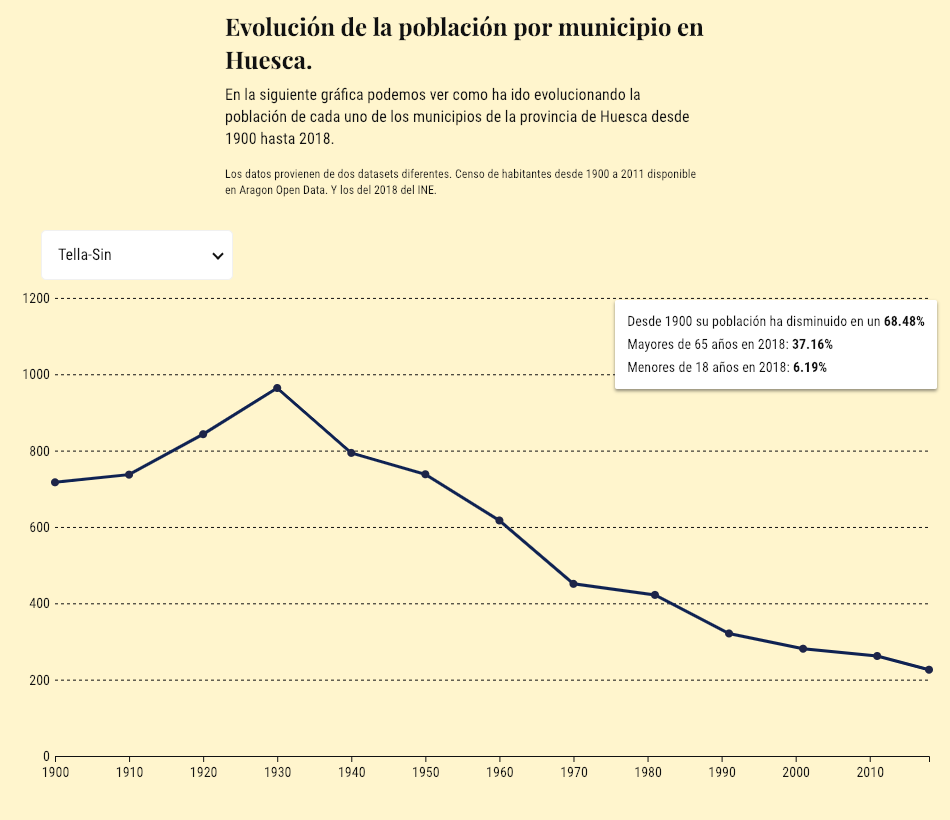 Evolución de la población por municipio en
Huesca.
En la siguiente gráfica podemos ver como ha ido evolucionando la
población de cada uno de los municipios de la provincia de Huesca desde
1900 hasta 2018.
Los datos provienen de dos datasets diferentes. Censo de habitantes desde 1900 a 2011 disponible
en Aragon Open Data. Y los del 2018 del INE.
Tella-Sin
1200
Desde 1900 su población ha disminuido en un 68.48%
Mayores de 65 años en 2018: 37.16%
Menores de 18 años en 2018: 6.19%
1000
800
600
400
200
0
1900 1910 1920 1930 1940 1950 1960 1970 1980 1990 2000 2010